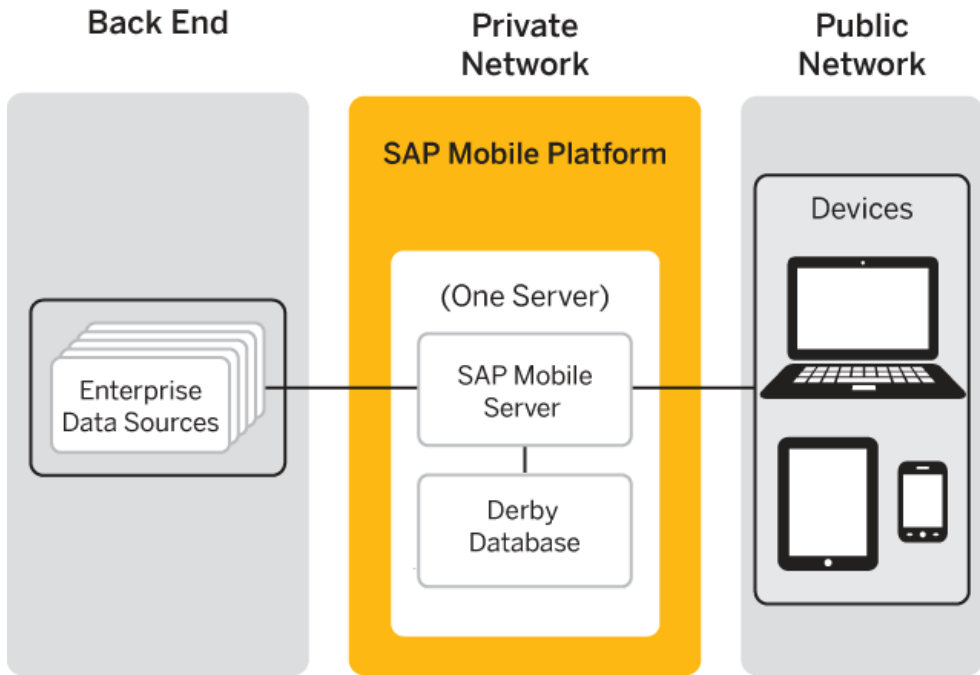 Back End
Private
Network
Public
Network
SAP Mobile Platform
Devices
(One Server)
Enterprise
Data Sources
SAP Mobile
Server
Derby
Database